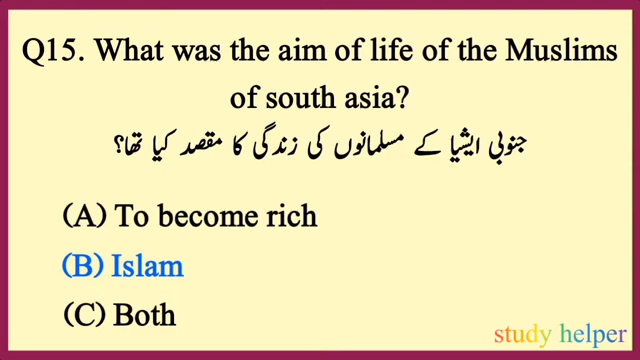 Q15. What was the aim of life of the Muslims
of south asia?
جنوبی ایشیا کے مسلمانوں کی زندگی کا مقصد کیا تھا؟
(A) To become rich
(B) Islam
(C) Both
study helper